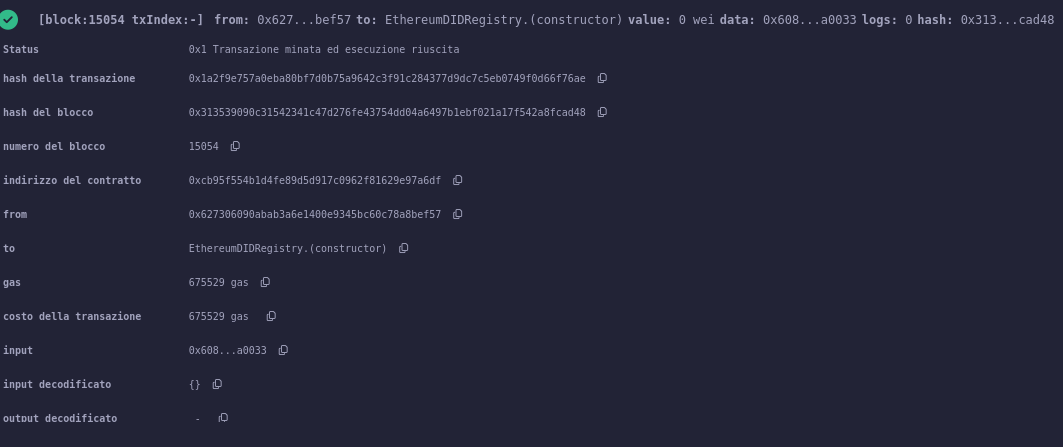 [block:15054 txIndex:-] from: 0x627...bef57 to: EthereumDIDRegistry.(constructor) value: 0 wei data: 0x608...a0033 logs: 0 hash: 0x313...cad48
Status 0x1 Transazione minata ed esecuzione riuscita
hash della transazione 0x1a2f9e757a0eba80bf7d0b75a9642c3f91c284377d9dc7c5eb0749f0d66f76ae
hash del blocco 0x313539090c31542341c47d276fe43754dd04a6497b1ebf021a17f542a8fcad48
numero del blocco 15054
indirizzo del contratto 0xcb95f554b1d4fe89d5d917c0962f81629e97a6df
from 0x627306090abab3a6e1400e9345bc60c78a8bef57
to EthereumDIDRegistry.(constructor)
gas 675529 gas
costo della transazione 675529 gas
input 0x608...a0033
input decodificato {}
output decodificato -